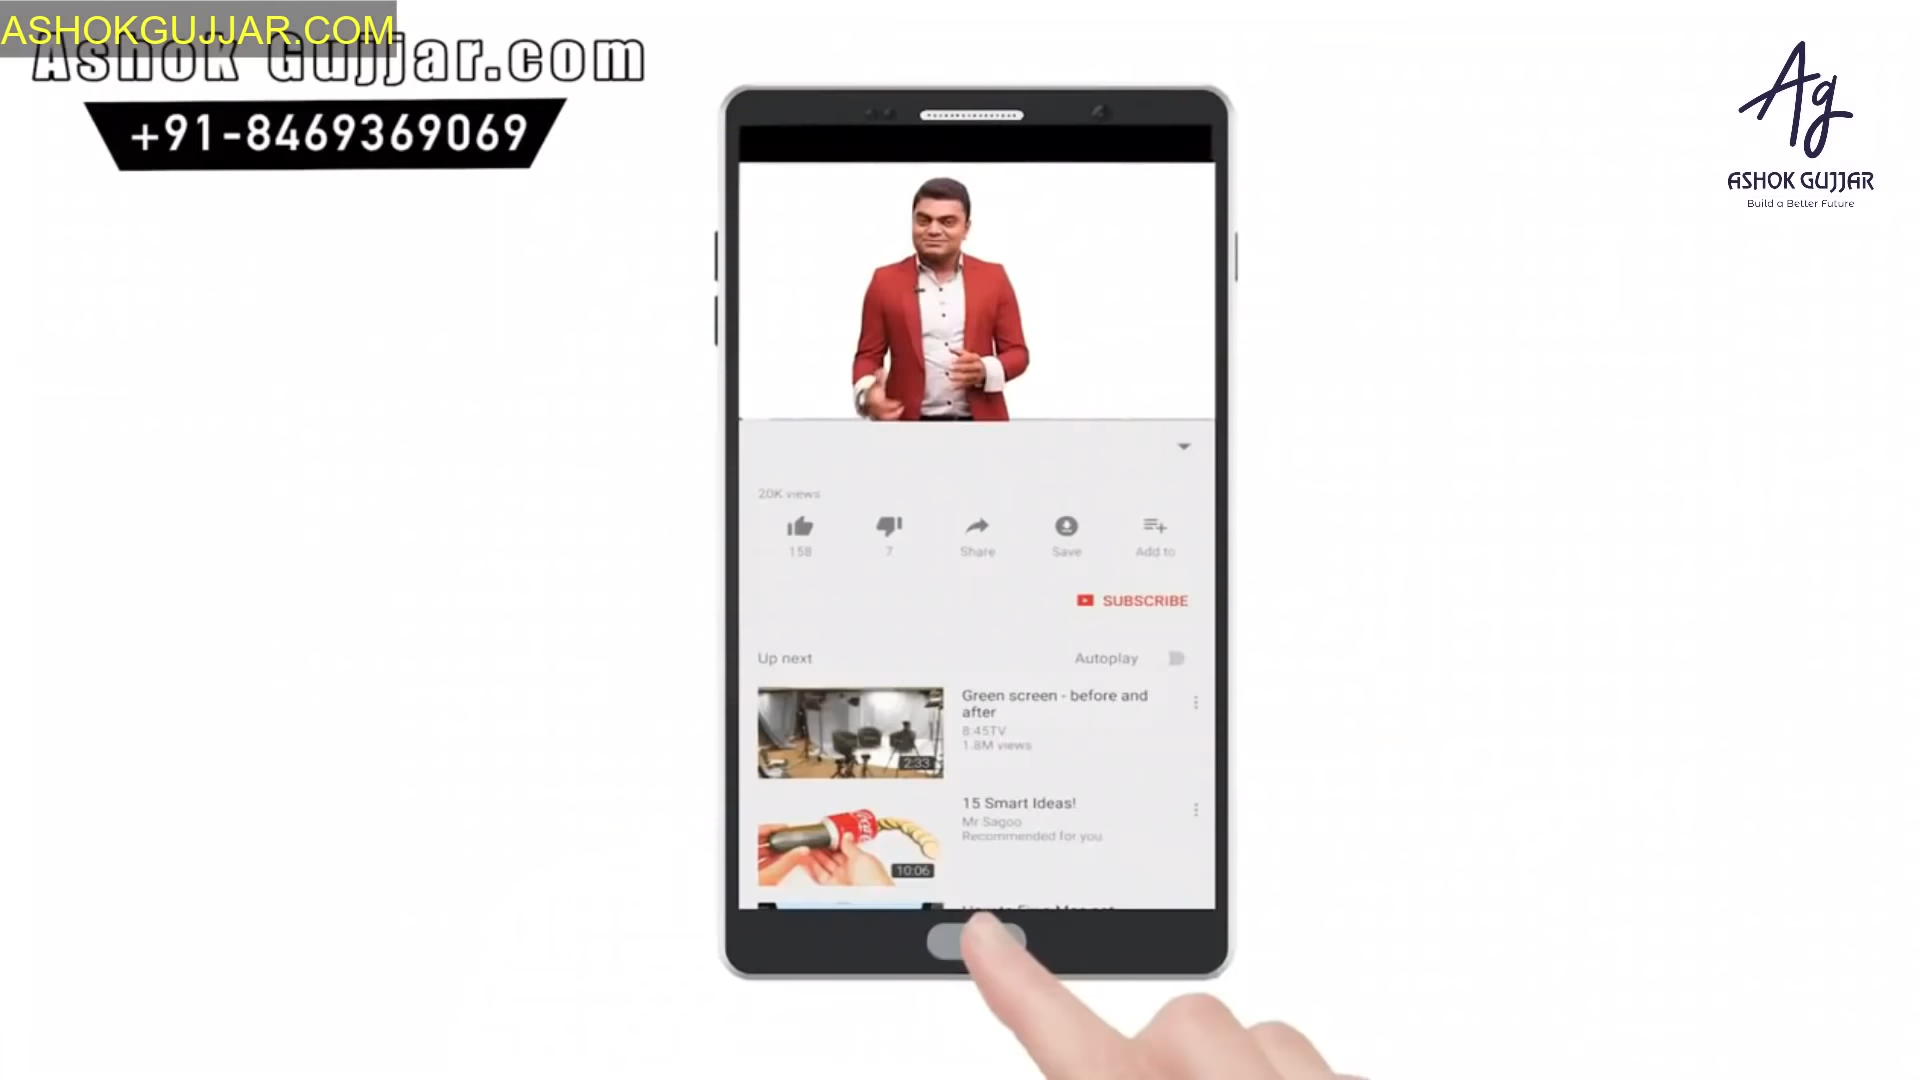 ASHOKGUJJAR.COM
Ashok Gujjar.com
+91-8469369069
Ag
ASHOK GUJJAR
Build a Better Future
20K views
158
7
Share
Save
Add to
SUBSCRIBE
Up next
Autoplay
Green screen - before and
after
8:45TV
1.8M views
2:33
15 Smart Ideas!
Mr Sagoo
Recommended for you
10:06